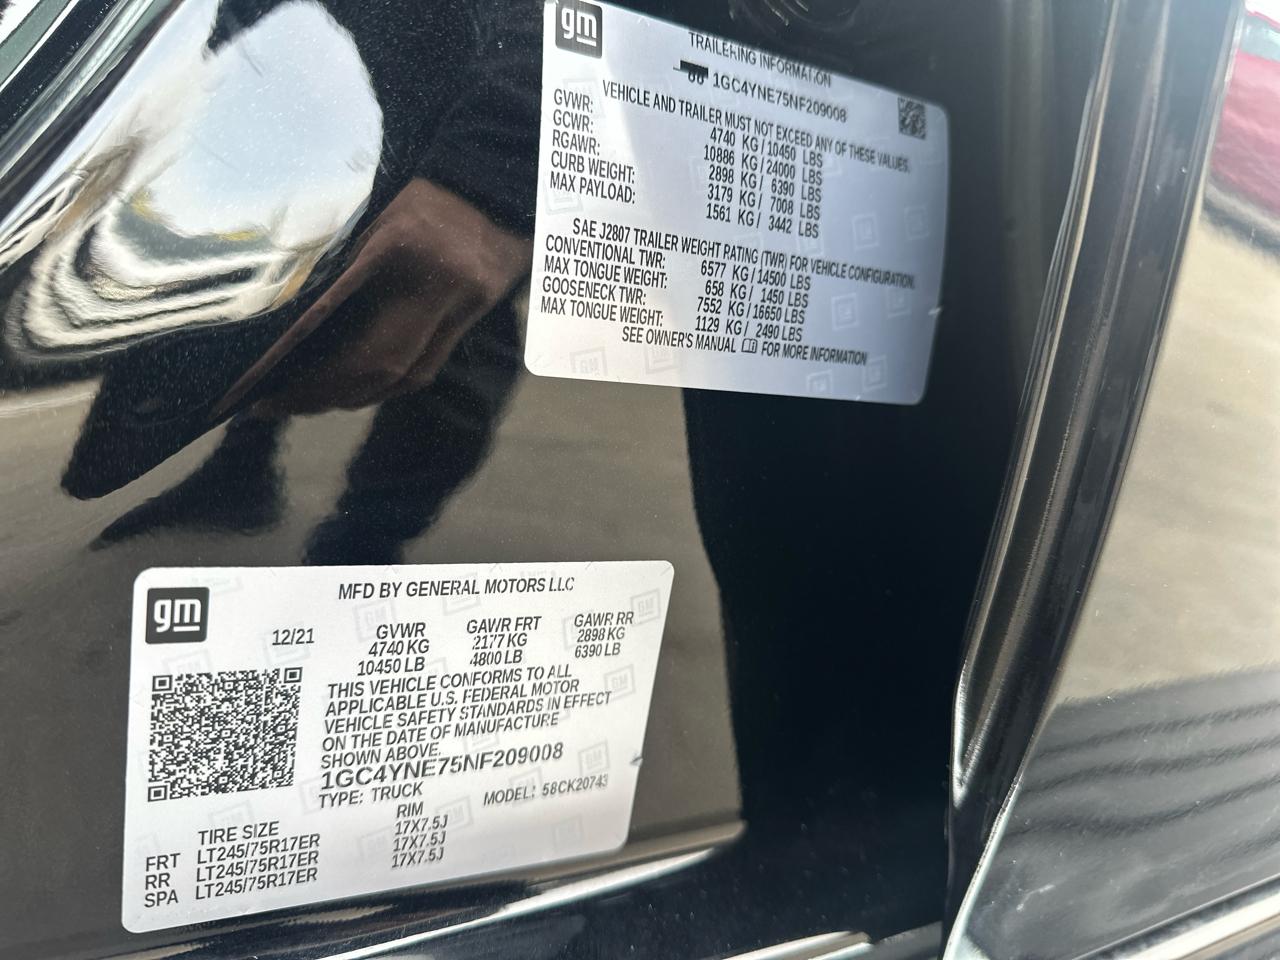 gm
TRAILERING INFORMATION
1GC4YNE75NF209008
VEHICLE AND TRAILER MUST NOT EXCEED ANY OF THESE VALUES.
GVWR: 4740 KG/10450 LBS
GCWR: 10886 KG/24000 LBS
RGAWR: 2898 KG/ 6390 LBS
CURB WEIGHT: 3179 KG/ 7008 LBS
MAX PAYLOAD: 1561 KG/ 3442 LBS
SAE J2807 TRAILER WEIGHT RATING (TWR) FOR VEHICLE CONFIGURATION.
CONVENTIONAL TWR: 6577 KG/14500 LBS
MAX TONGUE WEIGHT: 658 KG/ 1450 LBS
GOOSENECK TWR: 7552 KG/16650 LBS
MAX TONGUE WEIGHT: 1129 KG/ 2490 LBS
SEE OWNER'S MANUAL FOR MORE INFORMATION
gm
MFD BY GENERAL MOTORS LLC
12/21 GVWR GAWR FRT GAWR RR
4740 KG 2177 KG 2898 KG
10450 LB 4800 LB 6390 LB
THIS VEHICLE CONFORMS TO ALL
APPLICABLE U.S. FEDERAL MOTOR
VEHICLE SAFETY STANDARDS IN EFFECT
ON THE DATE OF MANUFACTURE
SHOWN ABOVE.
1GC4YNE75NF209008
TYPE: TRUCK MODEL: 58CK20743
TIRE SIZE RIM
FRT LT245/75R17ER 17X7.5J
RR LT245/75R17ER 17X7.5J
SPA LT245/75R17ER 17X7.5J